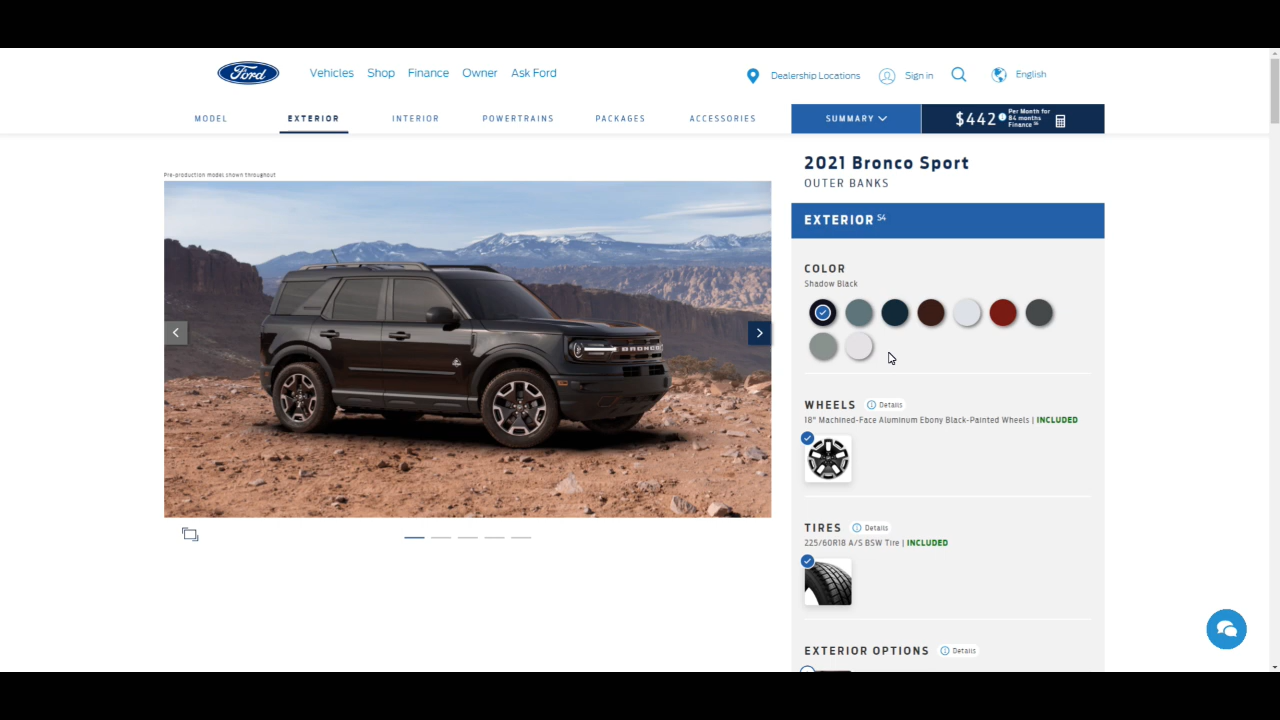 Ford
Vehicles Shop Finance Owner Ask Ford
Dealership Locations Sign in English
MODEL EXTERIOR INTERIOR POWERTRAINS PACKAGES ACCESSORIES
SUMMARY
$442 Per Month for
84 months
Finance
2021 Bronco Sport
OUTER BANKS
Pre-production model shown throughout
EXTERIOR S4
COLOR
Shadow Black
BRONCO
WHEELS Details
18" Machined-Face Aluminum Ebony Black-Painted Wheels | INCLUDED
TIRES Details
225/60R18 A/S BSW Tire | INCLUDED
EXTERIOR OPTIONS Details